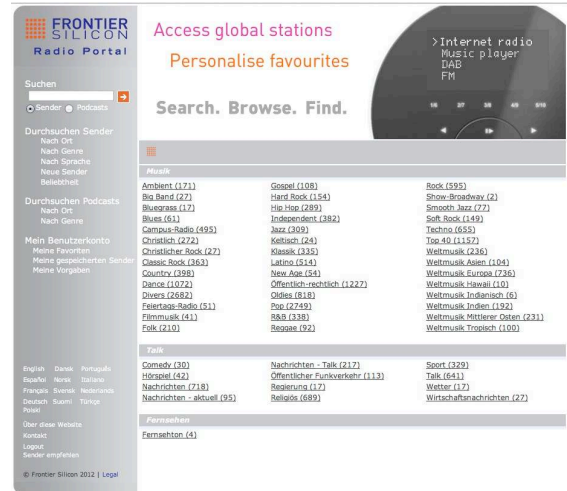 FRONTIER
SILICON
Radio Portal
Access global stations
Personalise favourites
Search. Browse. Find.
>Internet radio
Music player
DAB
FM
1/6 2/7 3/8 4/9 5/10
Suchen
Sender Podcasts
Durchsuchen Sender
Nach Ort
Nach Genre
Nach Sprache
Neue Sender
Beliebtheit
Durchsuchen Podcasts
Nach Ort
Nach Genre
Mein Benutzerkonto
Meine Favoriten
Meine gespeicherten Sender
Meine Vorgaben
English Dansk Português
Español Norsk Italiano
Français Svensk Nederlands
Deutsch Suomi Türkçe
Polski
Über diese Website
Kontakt
Logout
Sender empfehlen
© Frontier Silicon 2012 | Legal
Musik
Ambient (171)
Big Band (27)
Bluegrass (17)
Blues (61)
Campus-Radio (495)
Christlich (272)
Christlicher Rock (27)
Classic Rock (363)
Country (398)
Dance (1072)
Divers (2682)
Feiertags-Radio (51)
Filmmusik (41)
Folk (210)
Gospel (108)
Hard Rock (154)
Hip Hop (289)
Independent (382)
Jazz (309)
Keltisch (24)
Klassik (335)
Latino (514)
New Age (54)
Öffentlich-rechtlich (1227)
Oldies (818)
Pop (2749)
R&B (338)
Reggae (92)
Rock (595)
Show-Broadway (2)
Smooth Jazz (77)
Soft Rock (149)
Techno (655)
Top 40 (1157)
Weltmusik (236)
Weltmusik Asien (104)
Weltmusik Europa (736)
Weltmusik Hawaii (10)
Weltmusik Indianisch (6)
Weltmusik Indien (192)
Weltmusik Mittlerer Osten (231)
Weltmusik Tropisch (100)
Talk
Comedy (30)
Hörspiel (42)
Nachrichten (718)
Nachrichten - aktuell (95)
Nachrichten - Talk (217)
Öffentlicher Funkverkehr (113)
Regierung (17)
Religiös (689)
Sport (329)
Talk (641)
Wetter (17)
Wirtschaftsnachrichten (27)
Fernsehen
Fernsehton (4)